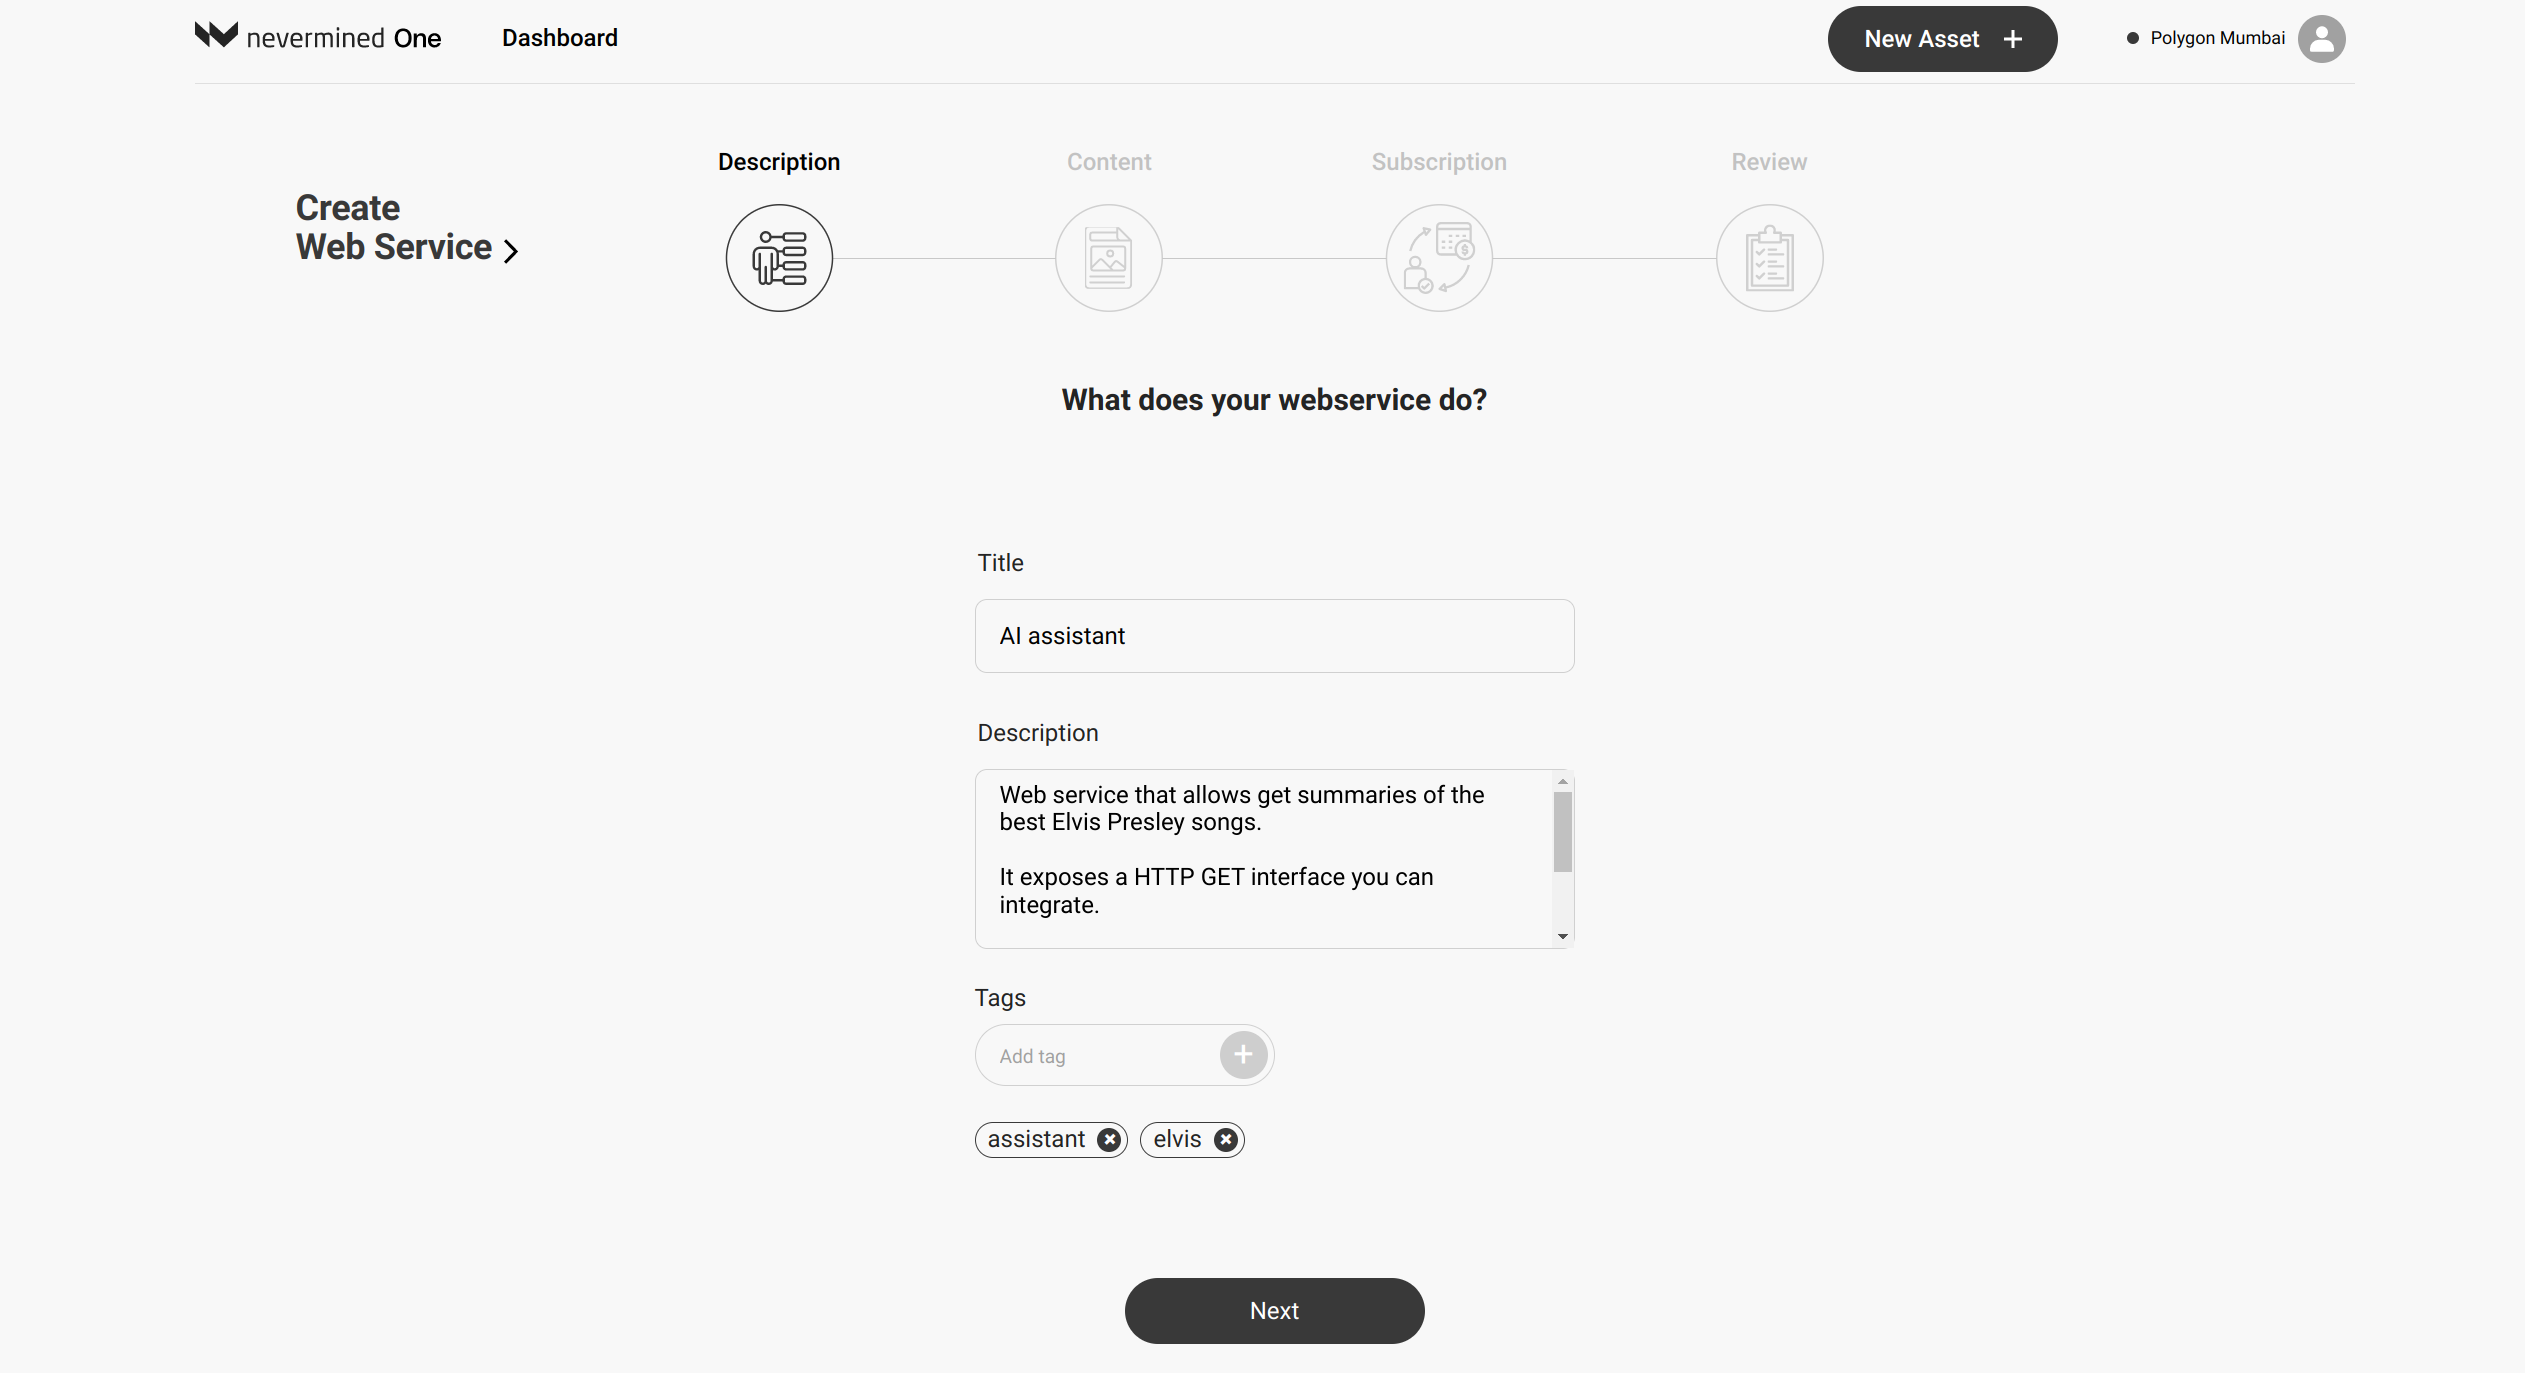 nevermined One
Dashboard
New Asset +
Polygon Mumbai
Create
Web Service
Description
Content
Subscription
Review
What does your webservice do?
Title
AI assistant
Description
Web service that allows get summaries of the
best Elvis Presley songs.
It exposes a HTTP GET interface you can
integrate.
Tags
Add tag
assistant
elvis
Next